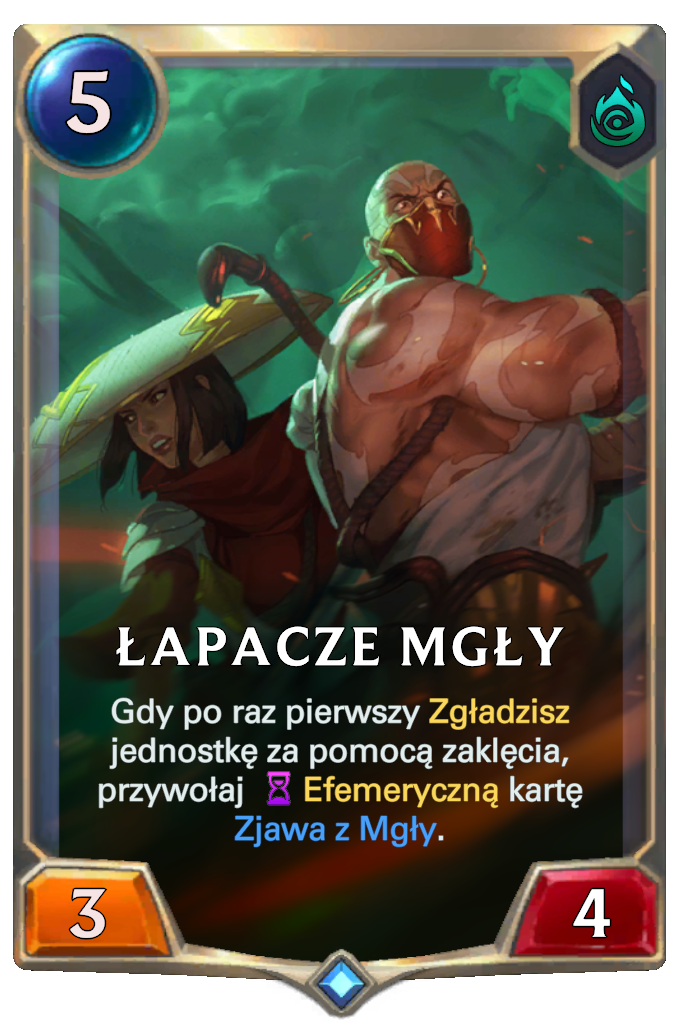 5
ŁAPACZE MGŁY
Gdy po raz pierwszy Zgładzisz
jednostkę za pomocą zaklęcia,
przywołaj Efemeryczną kartę
Zjawa z Mgły.
3
4